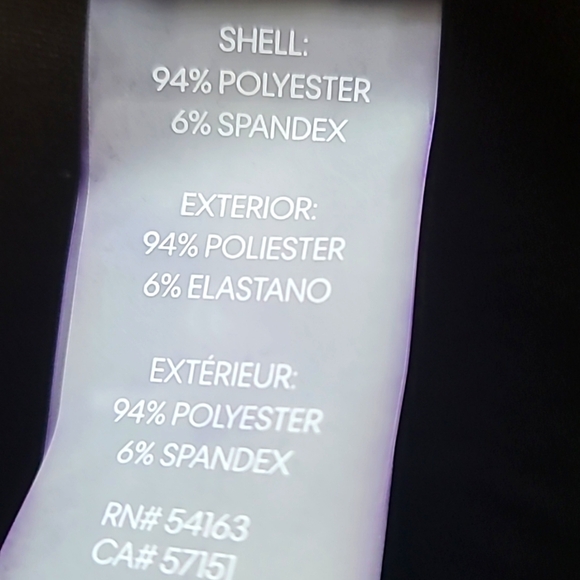 SHELL:
94% POLYESTER
6% SPANDEX
EXTERIOR:
94% POLIESTER
6% ELASTANO
EXTÉRIEUR:
94% POLYESTER
6% SPANDEX
RN# 54163
CA# 57151